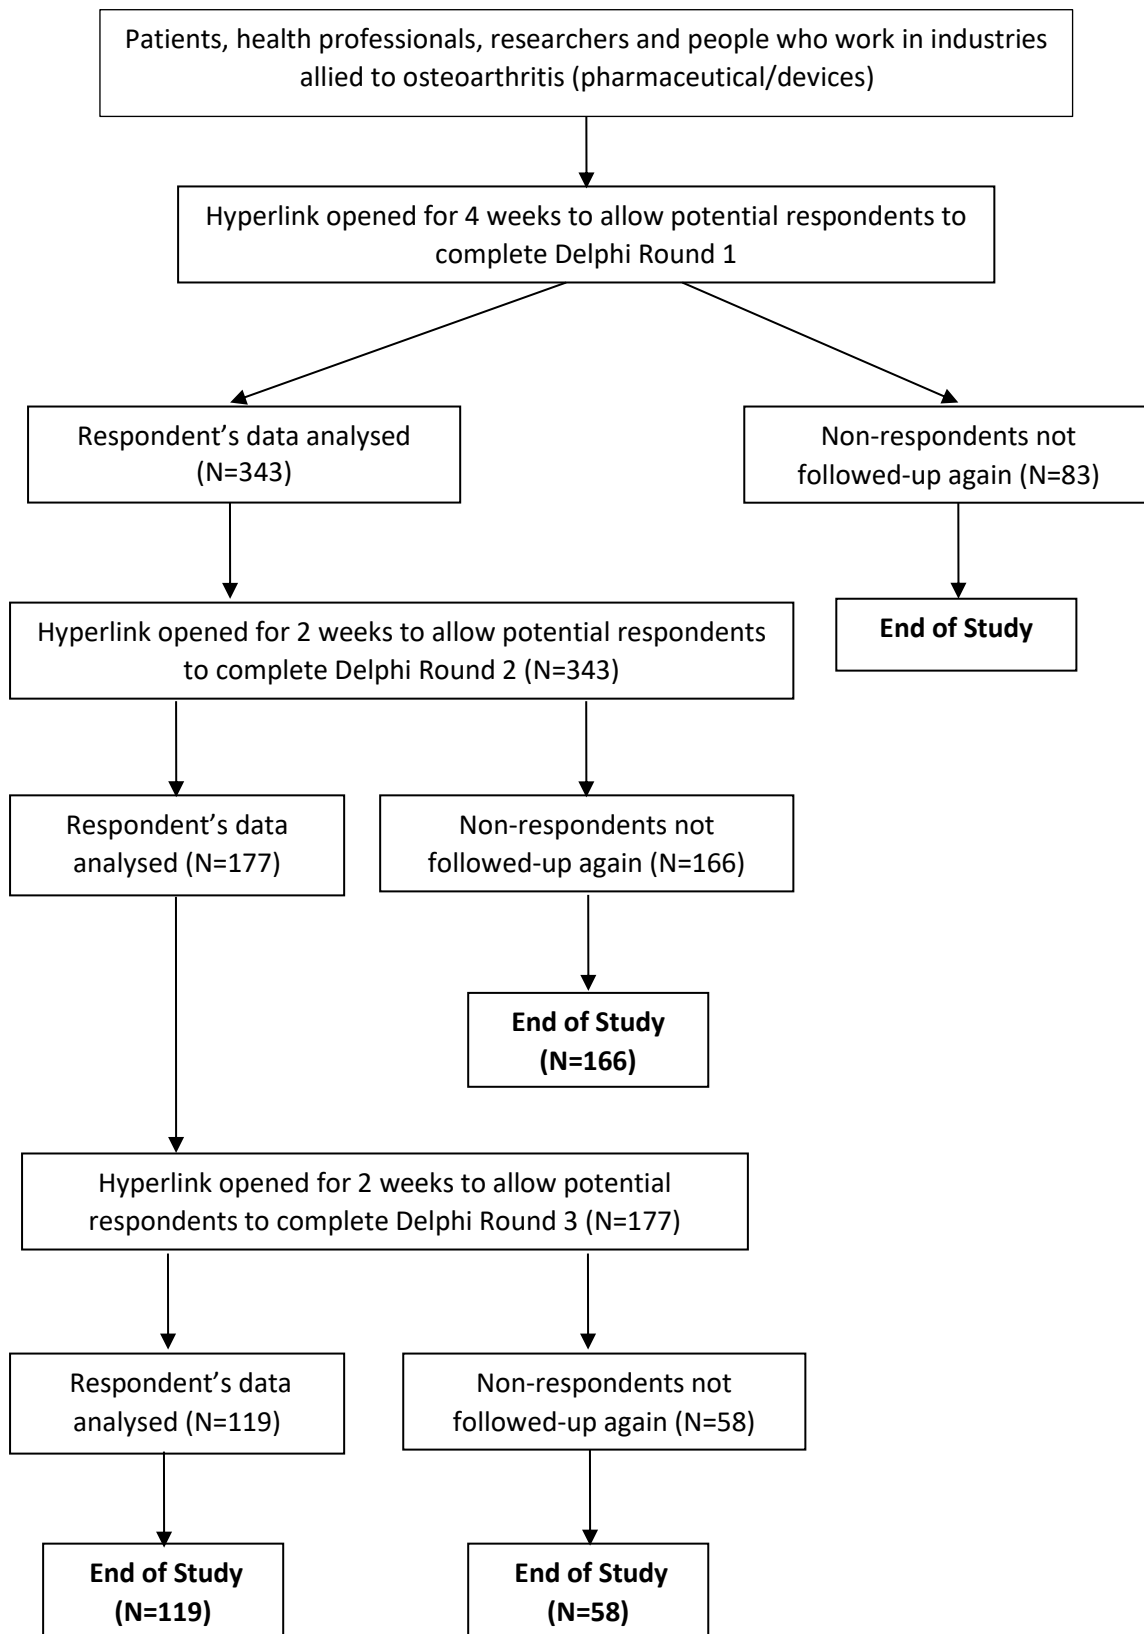 Patients, health professionals, researchers and people who work in industries
allied to osteoarthritis (pharmaceutical/devices)
Hyperlink opened for 4 weeks to allow potential respondents to
complete Delphi Round 1
Respondent’s data analysed
(N=343)
Non-respondents not
followed-up again (N=83)
End of Study
Hyperlink opened for 2 weeks to allow potential respondents
to complete Delphi Round 2 (N=343)
Respondent’s data
analysed (N=177)
Non-respondents not
followed-up again (N=166)
End of Study
(N=166)
Hyperlink opened for 2 weeks to allow potential
respondents to complete Delphi Round 3 (N=177)
Respondent’s data
analysed (N=119)
Non-respondents not
followed-up again (N=58)
End of Study
(N=119)
End of Study
(N=58)